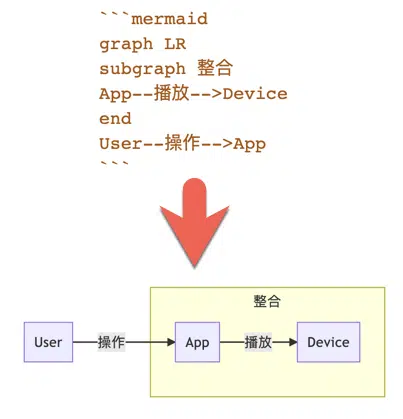 ```mermaid
graph LR
subgraph 整合
App--播放-->Device
end
User--操作-->App
```
整合
User 操作 App 播放 Device